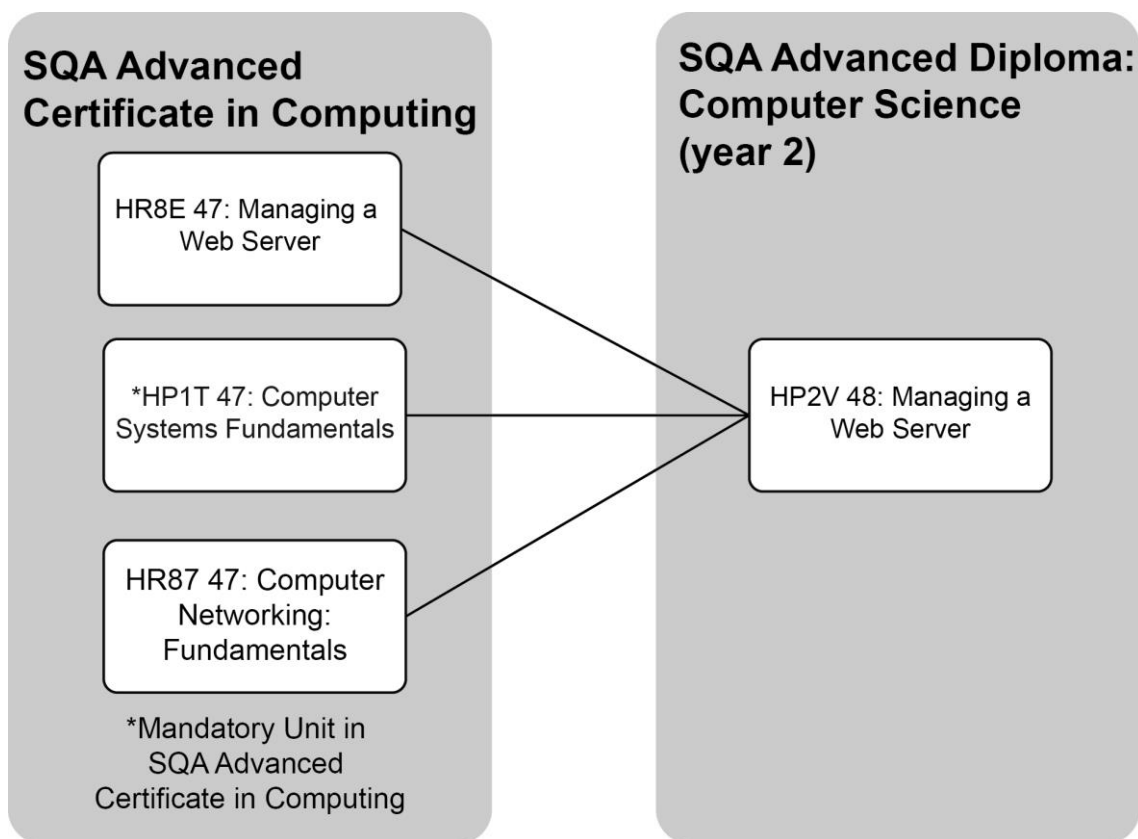 SQA Advanced
Certificate in Computing
HR8E 47: Managing a
Web Server
*HP1T 47: Computer
Systems Fundamentals
HR87 47: Computer
Networking:
Fundamentals
*Mandatory Unit in
SQA Advanced
Certificate in Computing
SQA Advanced Diploma:
Computer Science
(year 2)
HP2V 48: Managing a
Web Server